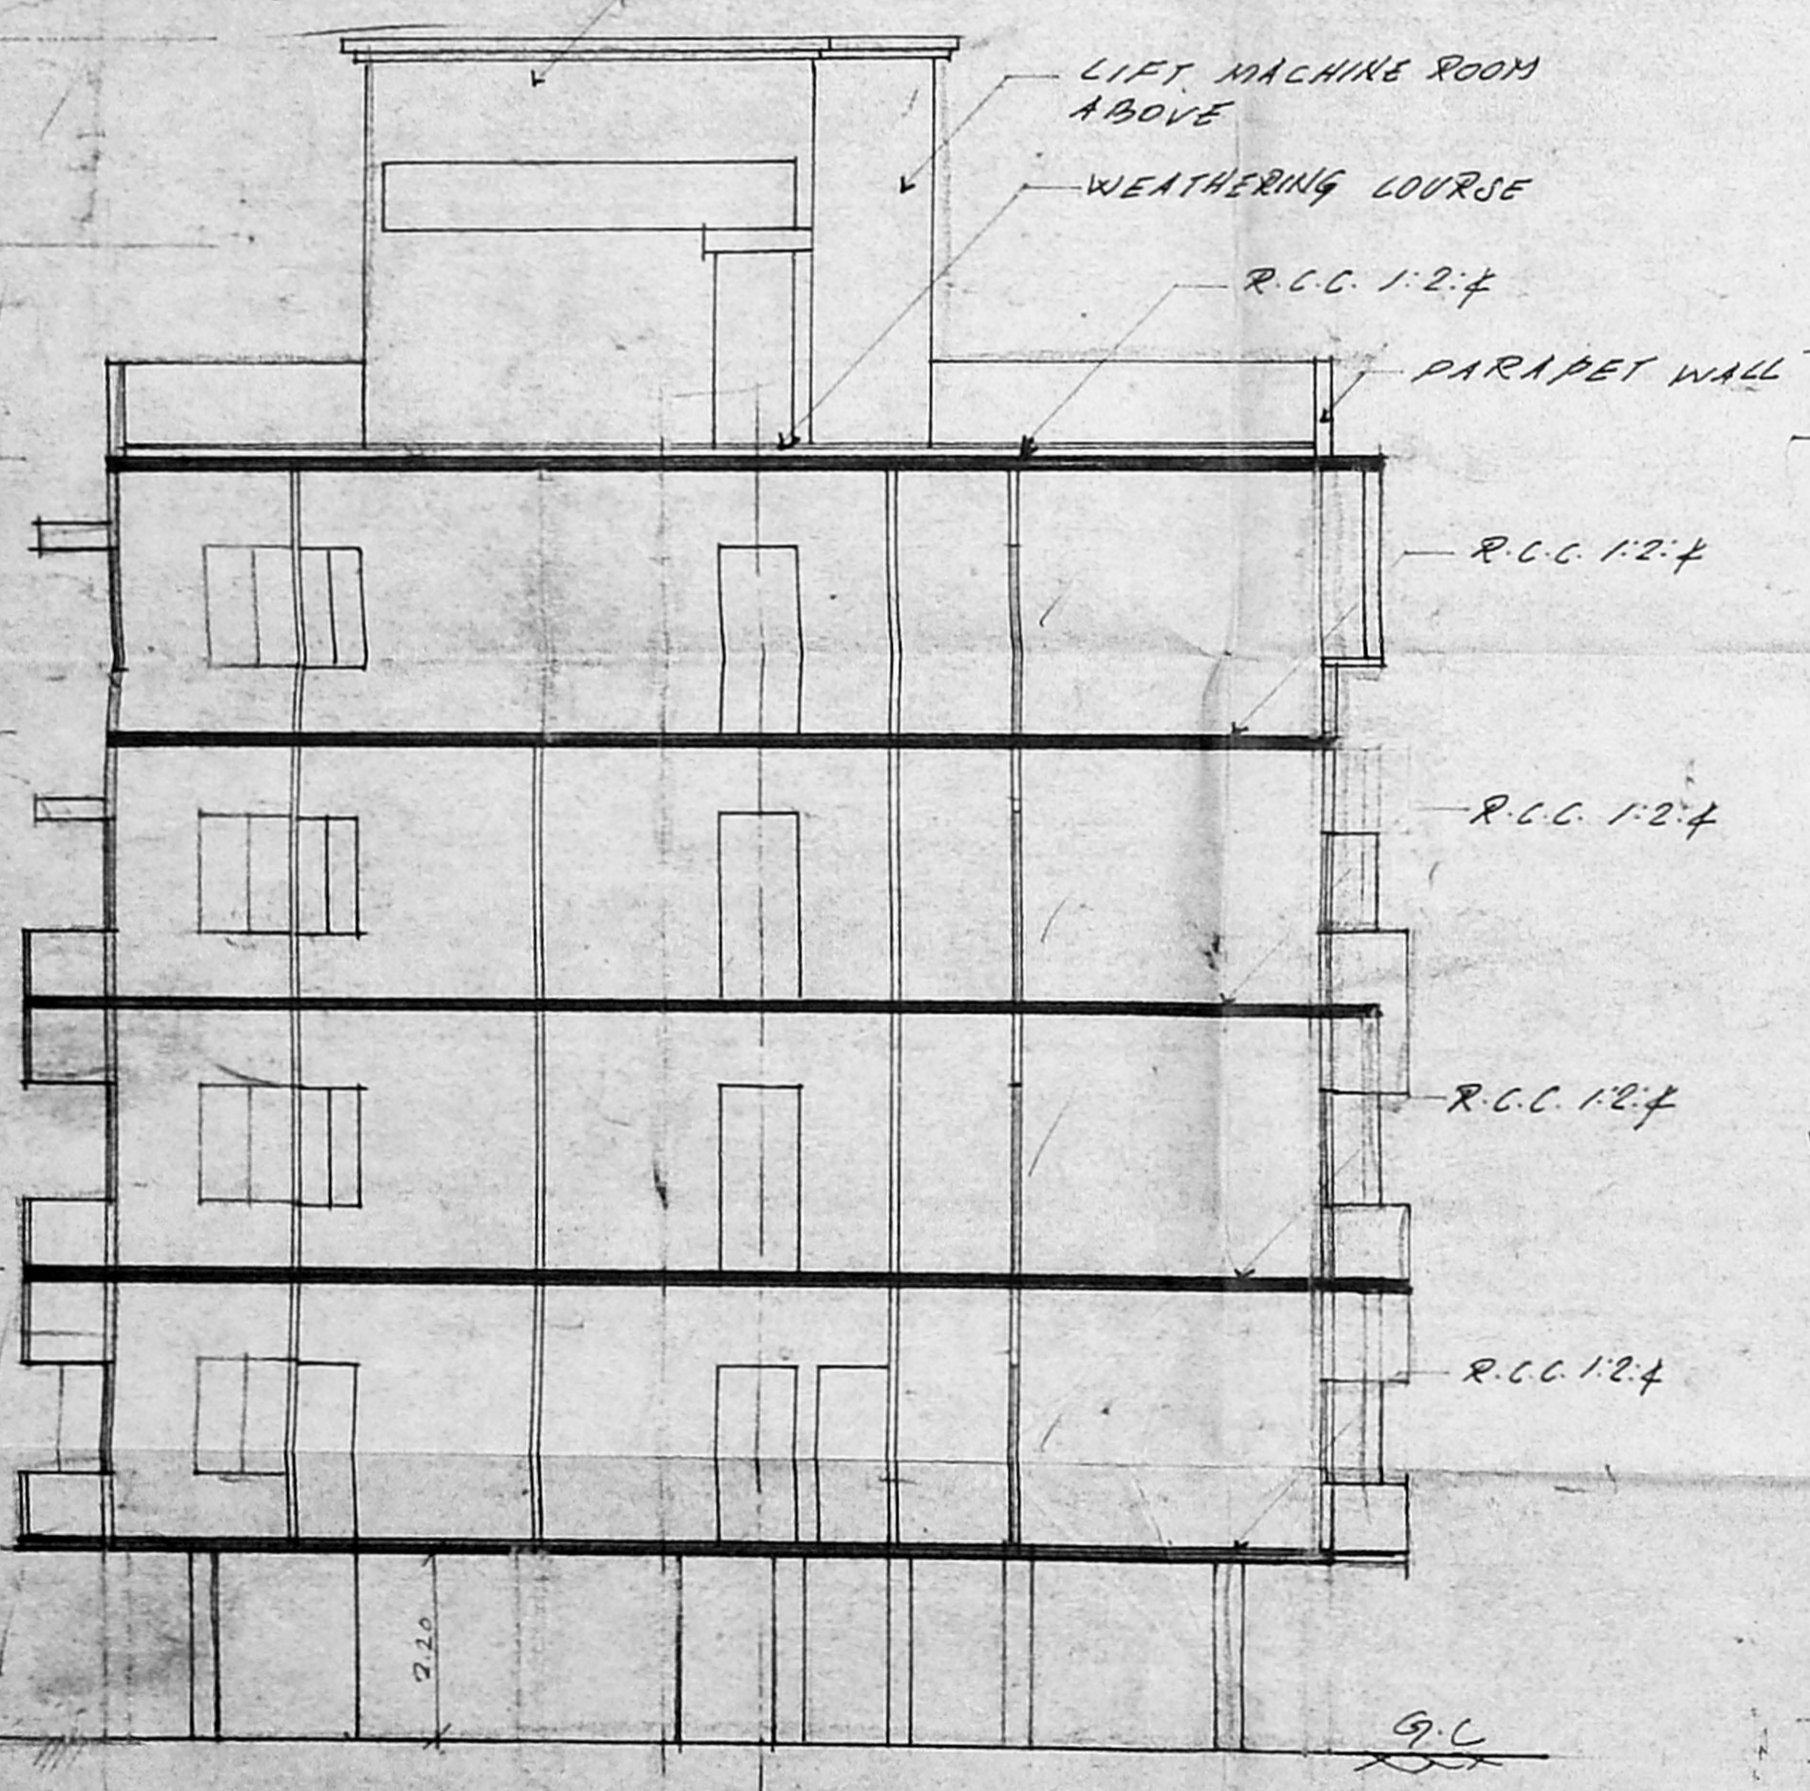 LIFT MACHINE ROOM
ABOVE
WEATHERING COURSE
R.C.C. 1:2:4
PARAPET WALL
R.C.C. 1:2:4
R.C.C. 1:2:4
R.C.C. 1:2:4
R.C.C. 1:2:4
2.20
G.L